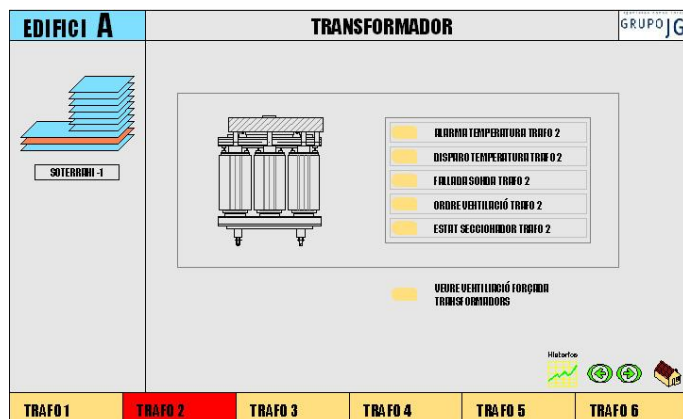 EDIFICI A
TRANSFORMADOR
GRUPO JG
SOTERRANI -1
ALARMA TEMPERATURA TRAFO 2
DISPARO TEMPERATURA TRAFO 2
FALLADA SONDA TRAFO 2
ORDRE VENTILACIÓ TRAFO 2
ESTAT SECCIONADOR TRAFO 2
VEURE VENTILIACIÓ FORÇADA
TRANSFORMADORS
TRAFO 1
TRAFO 2
TRAFO 3
TRAFO 4
TRAFO 5
TRAFO 6